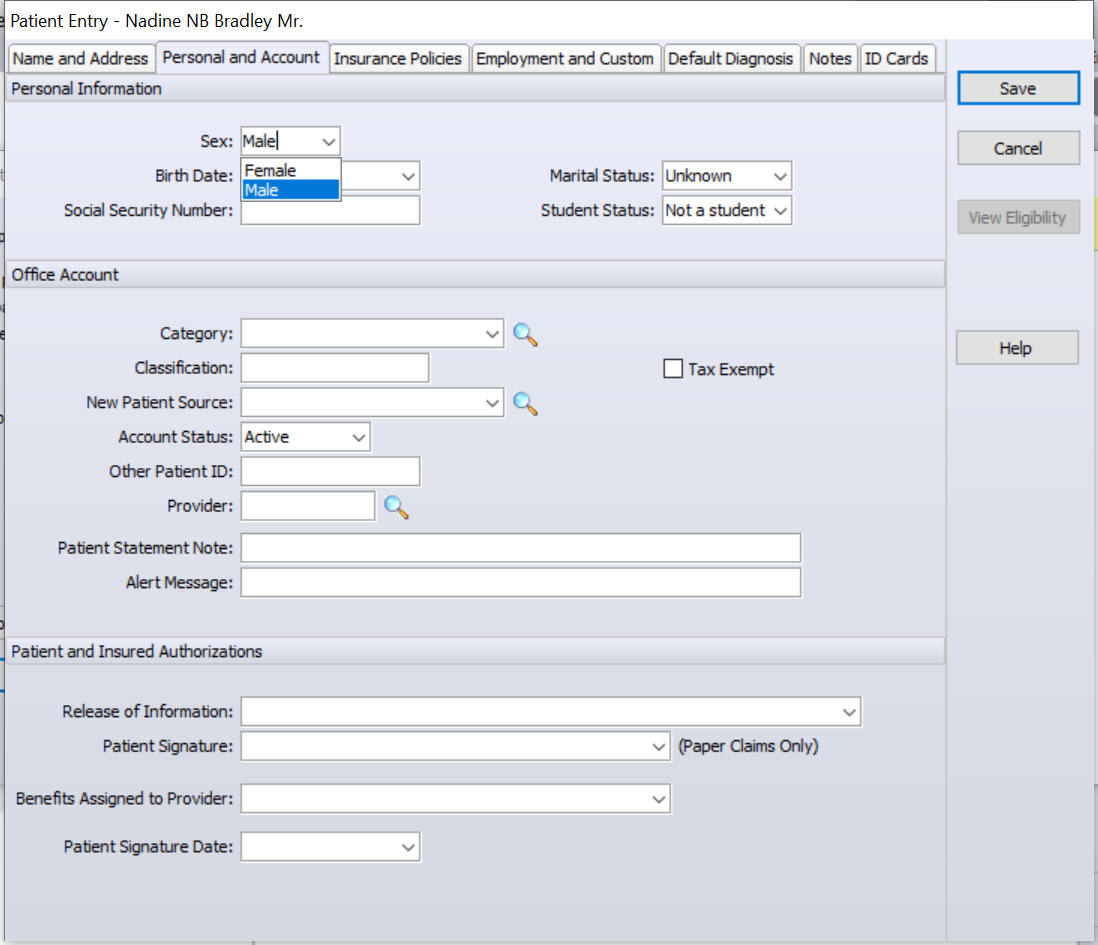 Patient Entry - Nadine NB Bradley Mr.
Name and Address Personal and Account Insurance Policies Employment and Custom Default Diagnosis Notes ID Cards
Personal Information
Save
Sex: Male
Cancel
Female
Male
Birth Date: Marital Status: Unknown
Social Security Number: Student Status: Not a student
View Eligibility
Office Account
Category:
Help
Classification: Tax Exempt
New Patient Source:
Account Status: Active
Other Patient ID:
Provider:
Patient Statement Note:
Alert Message:
Patient and Insured Authorizations
Release of Information:
Patient Signature: (Paper Claims Only)
Benefits Assigned to Provider:
Patient Signature Date: